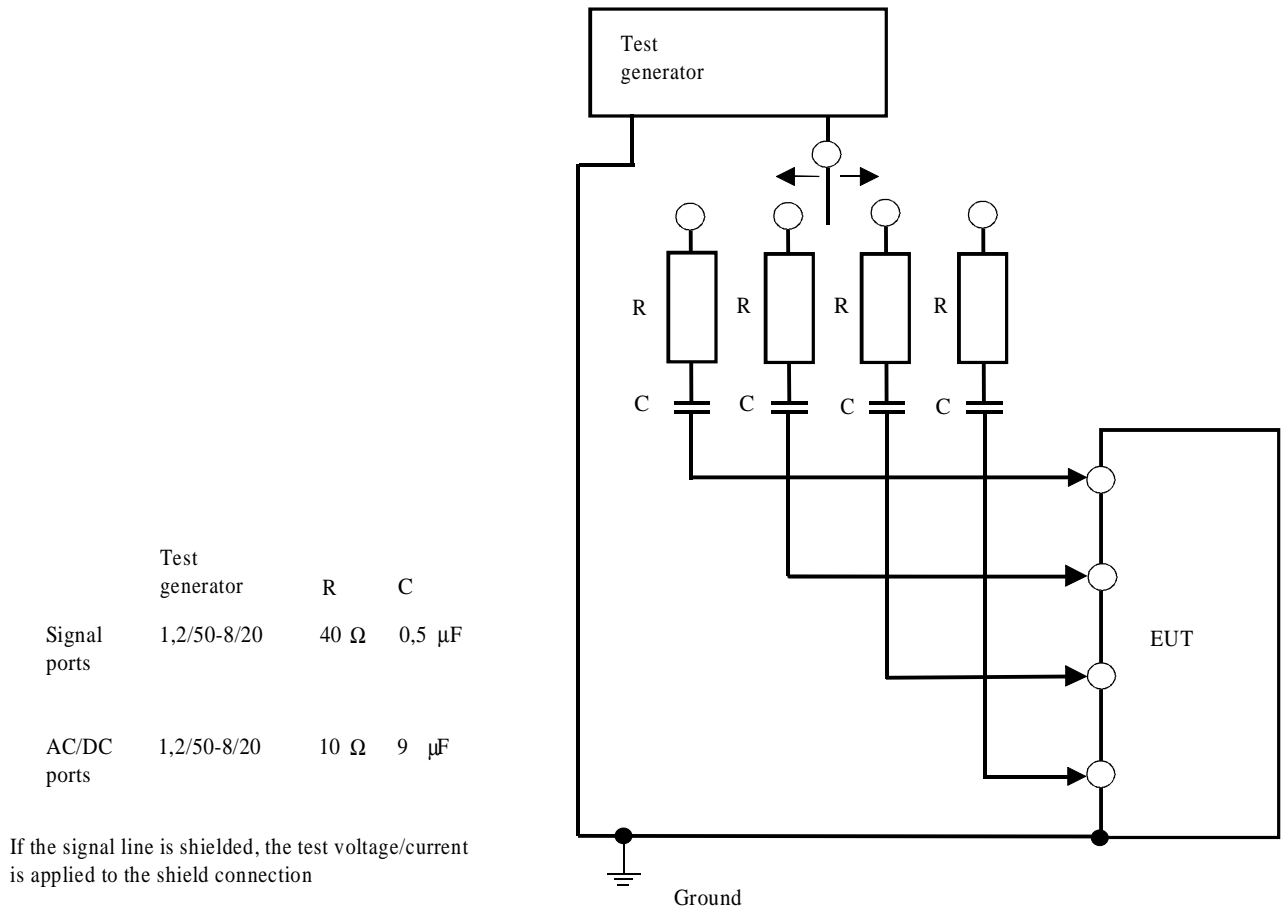 Test
generator
R R R R
C C C C
EUT
Test
generator R C
Signal
ports 1,2/50-8/20 40 Ω 0,5 μF
AC/DC
ports 1,2/50-8/20 10 Ω 9 μF
If the signal line is shielded, the test voltage/current
is applied to the shield connection
Ground